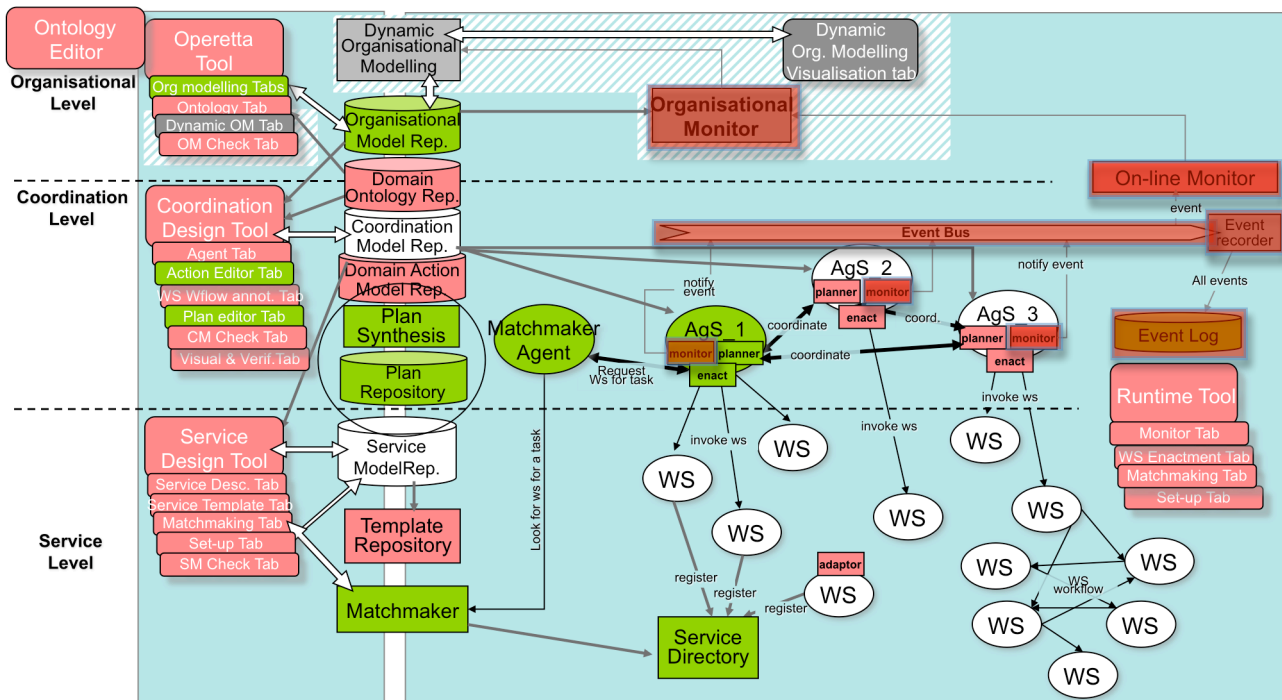 Ontology
Editor
Organisational
Level
Operetta
Tool
Org modelling Tabs
Ontology Tab
Dynamic OM Tab
OM Check Tab
Dynamic
Organisational
Modelling
Dynamic
Org. Modelling
Visualisation tab
Organisational
Model Rep.
Organisational
Monitor
Coordination
Level
Coordination
Design Tool
Agent Tab
Action Editor Tab
WS Wflow annot. Tab
Plan editor Tab
CM Check Tab
Visual & Verif.Tab
Domain
Ontology Rep.
Coordination
Model Rep.
Domain Action
Model Rep.
Plan
Synthesis
Plan
Repository
Matchmaker
Agent
Request
Ws for task
On-line Monitor
event
Event Bus
Event
recorder
All events
Event Log
notify
event
notify event
AgS_1
monitor
planner
enact
AgS_2
planner
monitor
enact
AgS_3
planner
monitor
enact
coordinate
coord.
coordinate
Runtime Tool
Monitor Tab
WS Enactment Tab
Matchmaking Tab
Set-up Tab
Service
Level
Service
Design Tool
Service Desc. Tab
Service Template Tab
Matchmaking Tab
Set-up Tab
SM Check Tab
Service
ModelRep.
Template
Repository
Matchmaker
Look for ws for a task
invoke ws
invoke ws
invoke ws
WS
WS
WS
WS
WS
WS
adaptor
WS
register
register
register
Service
Directory
WS
WS
WS
workflow
WS
WS
WS